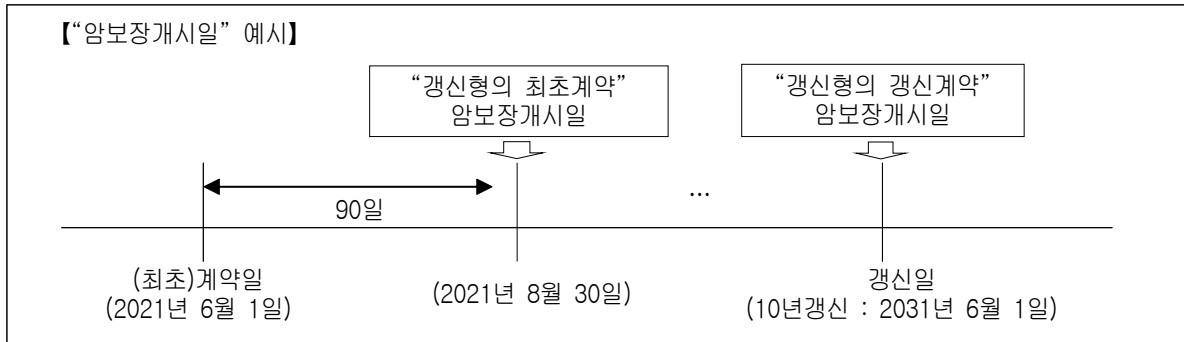 【“암보장개시일” 예시】
“갱신형의 최초계약”
암보장개시일
“갱신형의 갱신계약”
암보장개시일
...
90일
(최초)계약일
(2021년 6월 1일)
(2021년 8월 30일)
갱신일
(10년갱신 : 2031년 6월 1일)